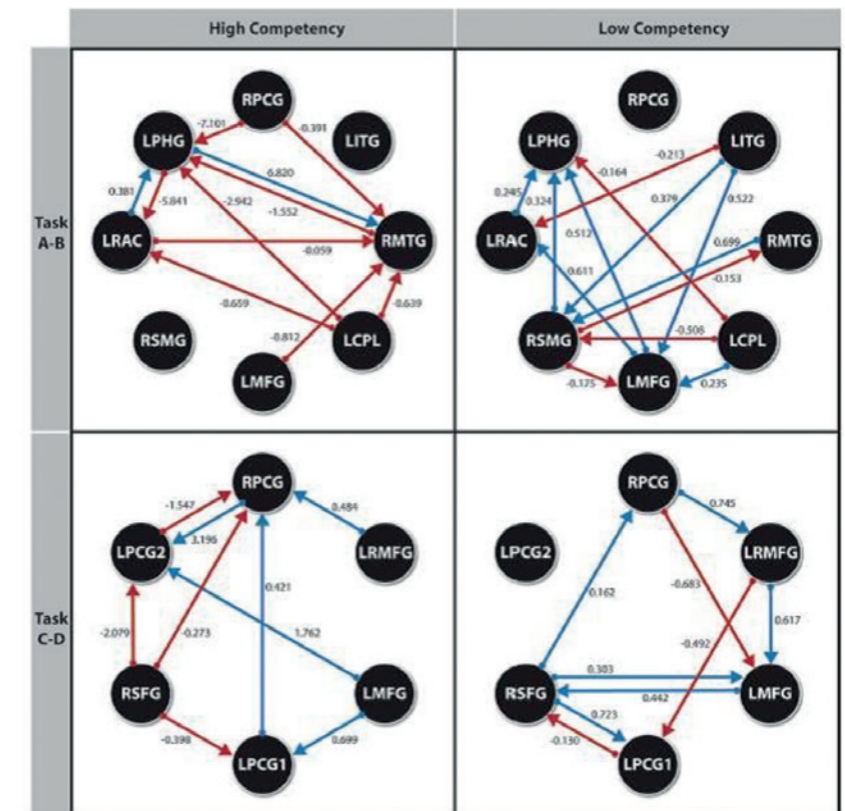 High Competency
Low Competency
Task
A-B
RPCG
LPHG
LITG
-7.101
-0.391
6.820
0.381
-5.841
-2.942
-1.552
LRAC
RMTG
-0.059
-0.659
-0.639
-0.812
RSMG
LCPL
LMFG
RPCG
LPHG
LITG
-0.213
-0.164
0.245
0.324
0.379
0.522
LRAC
RMTG
0.512
0.699
0.611
-0.153
RSMG
LCPL
-0.508
LMFG
-0.175
0.235
Task
C-D
RPCG
-1.547
0.484
3.196
LPCG2
LRMFG
0.421
-2.079
-0.273
1.762
RSFG
LMFG
-0.398
0.699
LPCG1
RPCG
0.745
LPCG2
LRMFG
0.162
-0.683
0.617
-0.492
0.303
RSFG
LMFG
0.442
0.723
-0.130
LPCG1